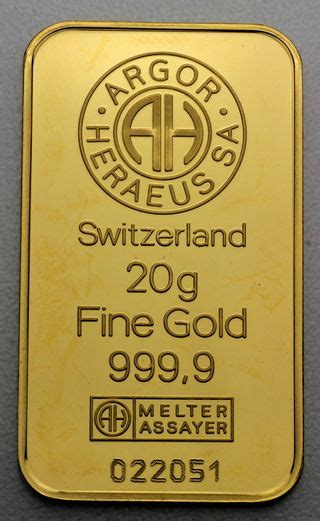 · ARGOR ·
AH
HERAEUS SA
Switzerland
20g
Fine Gold
999,9
AH MELTER
ASSAYER
022051